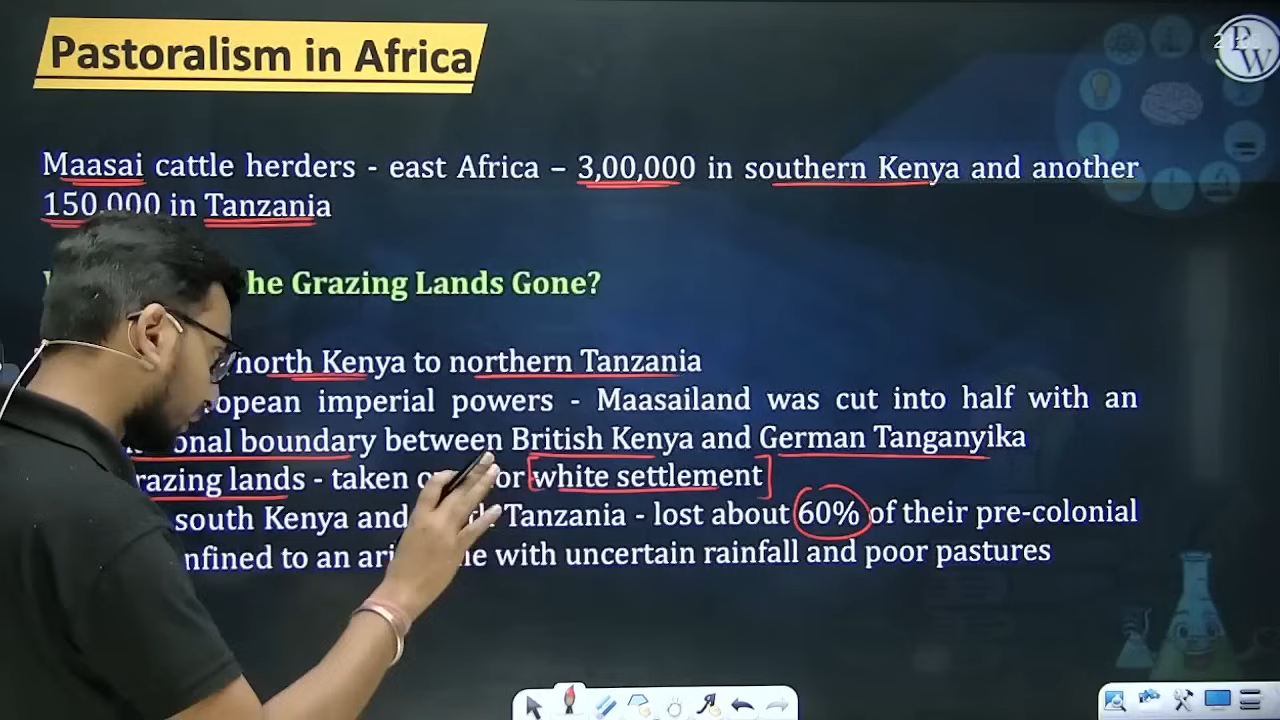 Pastoralism in Africa
PW
Maasai cattle herders - east Africa – 3,00,000 in southern Kenya and another
150,000 in Tanzania
he Grazing Lands Gone?
north Kenya to northern Tanzania
opean imperial powers - Maasailand was cut into half with an
onal boundary between British Kenya and German Tanganyika
razing lands - taken or white settlement
south Kenya and Tanzania - lost about 60% of their pre-colonial
nfined to an ari ne with uncertain rainfall and poor pastures